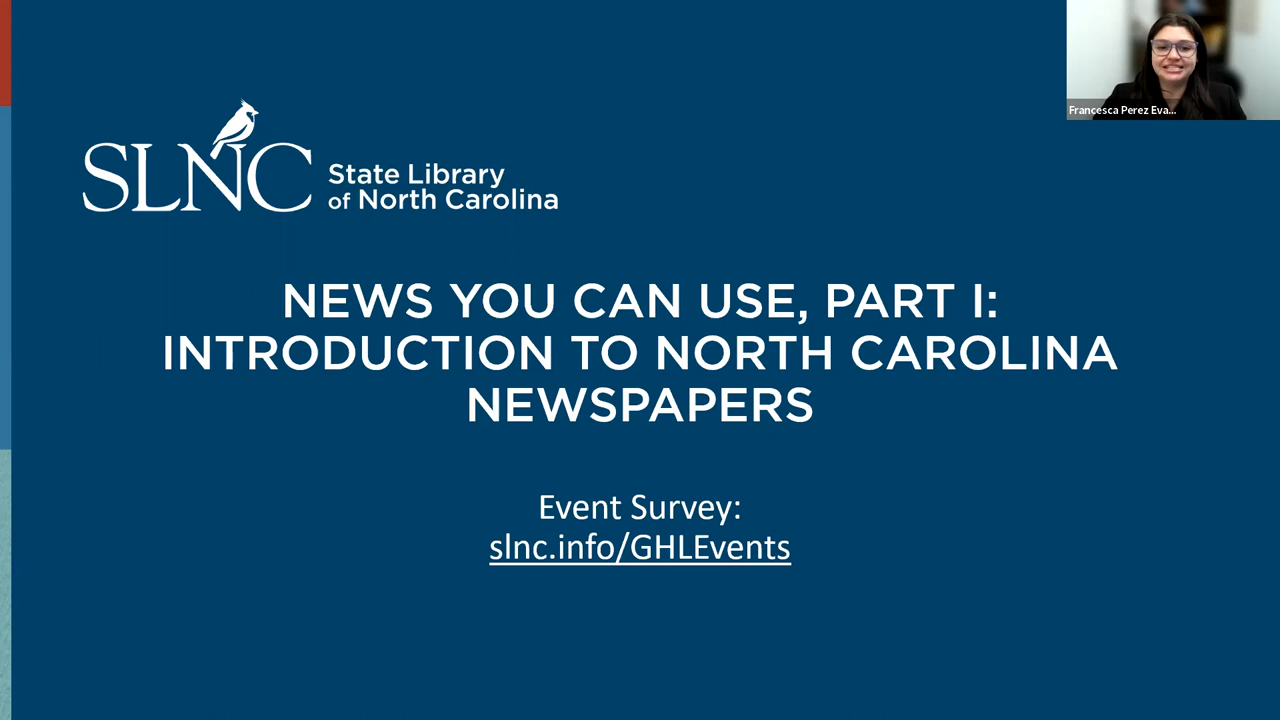 Francesca Perez Eva...
SLNC
State Library
of North Carolina
NEWS YOU CAN USE, PART I:
INTRODUCTION TO NORTH CAROLINA
NEWSPAPERS
Event Survey:
slnc.info/GHLEvents